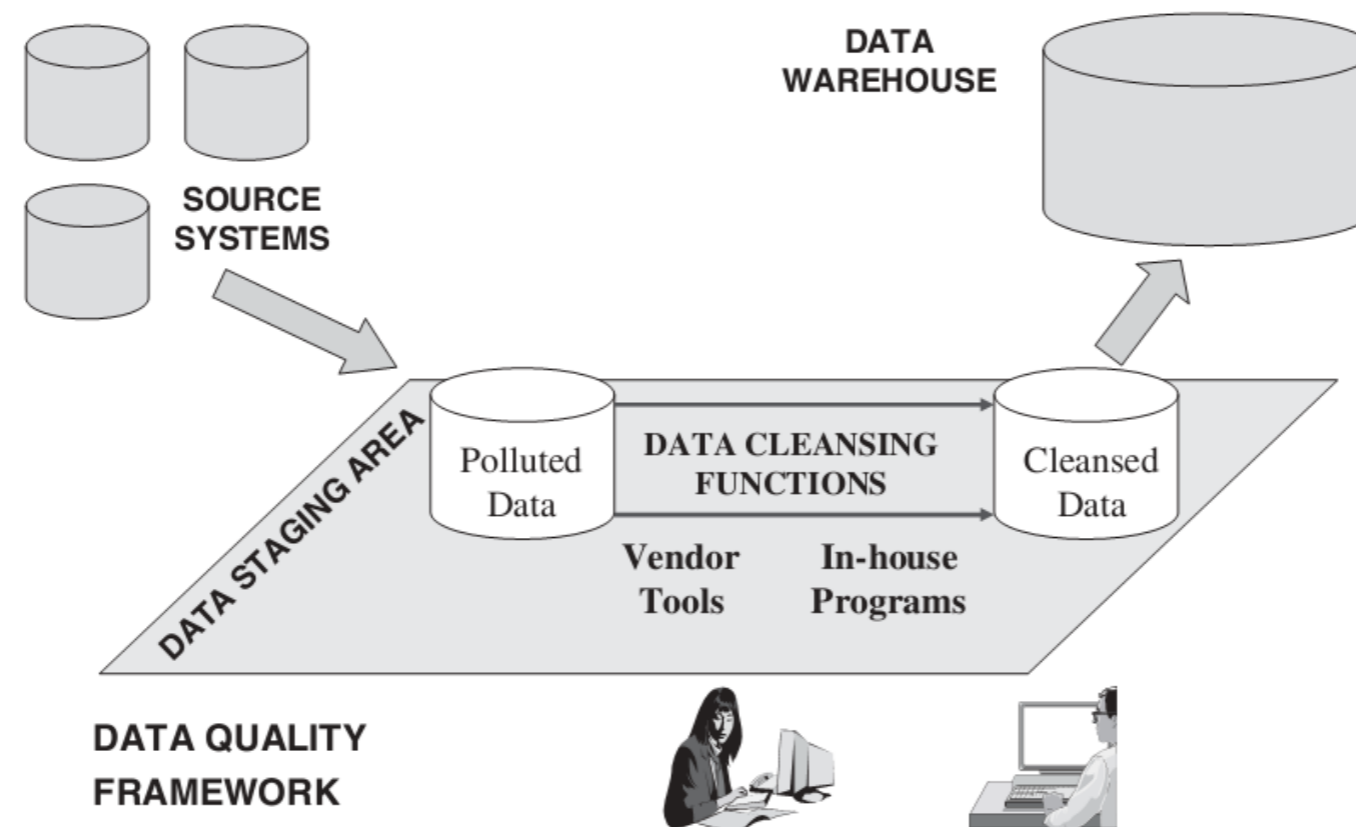 DATA
WAREHOUSE
SOURCE
SYSTEMS
DATA STAGING AREA
Polluted
Data
DATA CLEANSING
FUNCTIONS
Cleansed
Data
Vendor
Tools
In-house
Programs
DATA QUALITY
FRAMEWORK